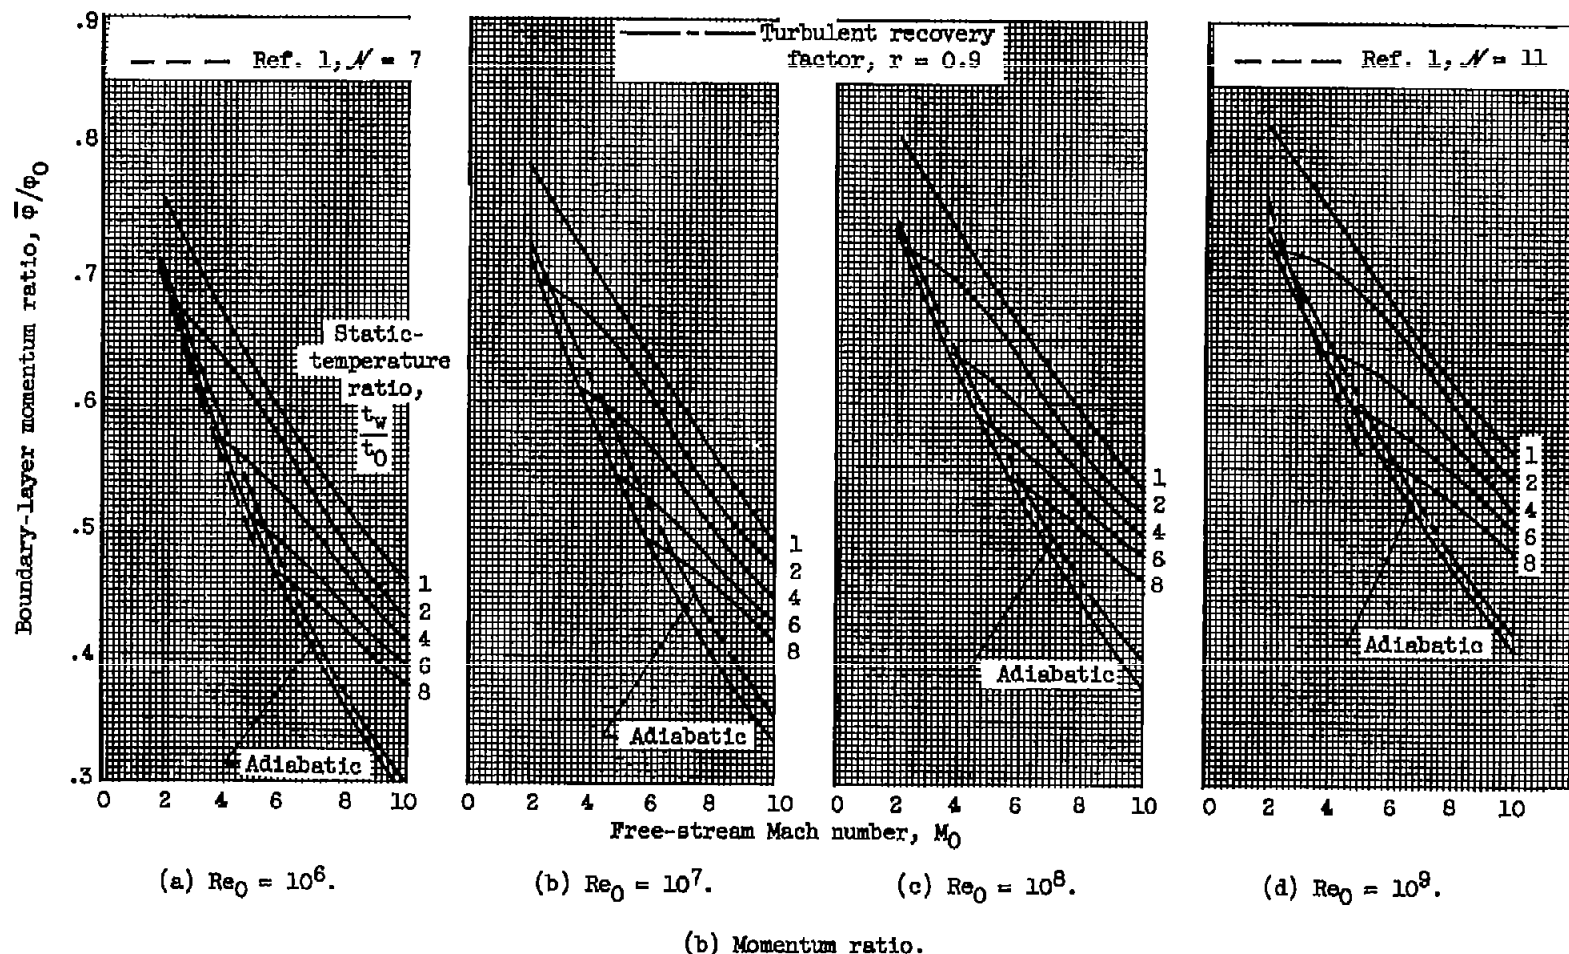 Ref. 1, 𝒩 = 7
Turbulent recovery
factor, r = 0.9
Ref. 1, 𝒩 = 11
Boundary-layer momentum ratio, φ̄/φ0
.9
.8
.7
.6
.5
.4
.3
Static-
temperature
ratio,
tw
t0
1
2
4
6
8
Adiabatic
0 2 4 6 8 10
1
2
4
6
8
Adiabatic
0 2 4 6 8 10
1
2
4
6
8
Adiabatic
0 2 4 6 8 10
1
2
4
6
8
Adiabatic
0 2 4 6 8 10
Free-stream Mach number, M0
(a) Re0 = 10⁶.
(b) Re0 = 10⁷.
(c) Re0 = 10⁸.
(d) Re0 = 10⁹.
(b) Momentum ratio.